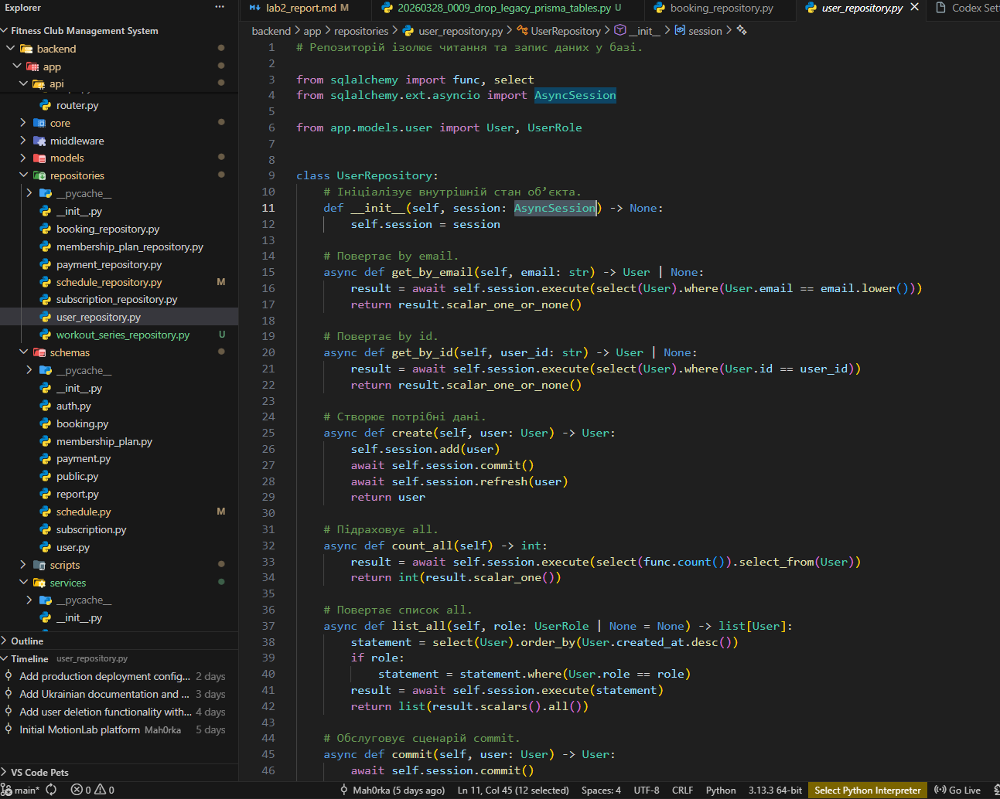 Explorer
Fitness Club Management System
backend
app
api
router.py
core
middleware
models
repositories
__pycache__
__init__.py
booking_repository.py
membership_plan_repository.py
payment_repository.py
schedule_repository.py M
subscription_repository.py
user_repository.py
workout_series_repository.py U
schemas
__pycache__
__init__.py
auth.py
booking.py
membership_plan.py
payment.py
public.py
report.py
schedule.py M
subscription.py
user.py
scripts
services
__pycache__
__init__.py
Outline
Timeline user_repository.py
Add production deployment config... 2 days
Add Ukrainian documentation and ... 3 days
Add user deletion functionality with... 4 days
Initial MotionLab platform Mah0rka 5 days
VS Code Pets
lab2_report.md M
20260328_0009_drop_legacy_prisma_tables.py U
booking_repository.py
user_repository.py
Codex Set
backend > app > repositories > user_repository.py > UserRepository > __init__ > session >
1 # Репозиторій ізолює читання та запис даних у базі.
2
3 from sqlalchemy import func, select
4 from sqlalchemy.ext.asyncio import AsyncSession
5
6 from app.models.user import User, UserRole
7
8
9 class UserRepository:
10 # Ініціалізує внутрішній стан об’єкта.
11 def __init__(self, session: AsyncSession) -> None:
12 self.session = session
13
14 # Повертає by email.
15 async def get_by_email(self, email: str) -> User | None:
16 result = await self.session.execute(select(User).where(User.email == email.lower()))
17 return result.scalar_one_or_none()
18
19 # Повертає by id.
20 async def get_by_id(self, user_id: str) -> User | None:
21 result = await self.session.execute(select(User).where(User.id == user_id))
22 return result.scalar_one_or_none()
23
24 # Створює потрібні дані.
25 async def create(self, user: User) -> User:
26 self.session.add(user)
27 await self.session.commit()
28 await self.session.refresh(user)
29 return user
30
31 # Підраховує all.
32 async def count_all(self) -> int:
33 result = await self.session.execute(select(func.count()).select_from(User))
34 return int(result.scalar_one())
35
36 # Повертає список all.
37 async def list_all(self, role: UserRole | None = None) -> list[User]:
38 statement = select(User).order_by(User.created_at.desc())
39 if role:
40 statement = statement.where(User.role == role)
41 result = await self.session.execute(statement)
42 return list(result.scalars().all())
43
44 # Обслуговує сценарій commit.
45 async def commit(self, user: User) -> User:
46 await self.session.commit()
main* 0 0 Mah0rka (5 days ago) Ln 11, Col 45 (12 selected) Spaces: 4 UTF-8 CRLF Python 3.13.3 64-bit Select Python Interpreter Go Live